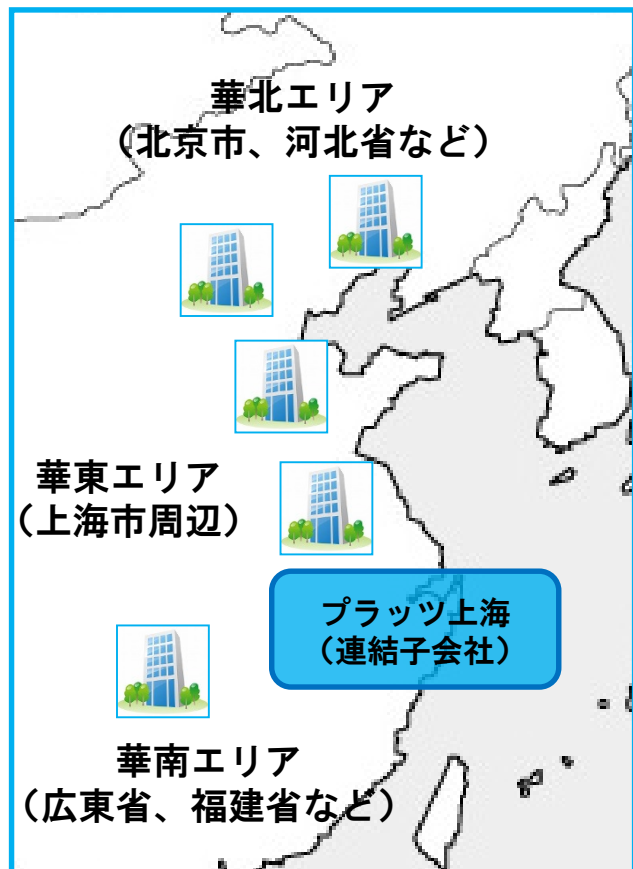 華北エリア
（北京市、河北省など）
華東エリア
（上海市周辺）
プラッツ上海
（連結子会社）
華南エリア
（広東省、福建省など）